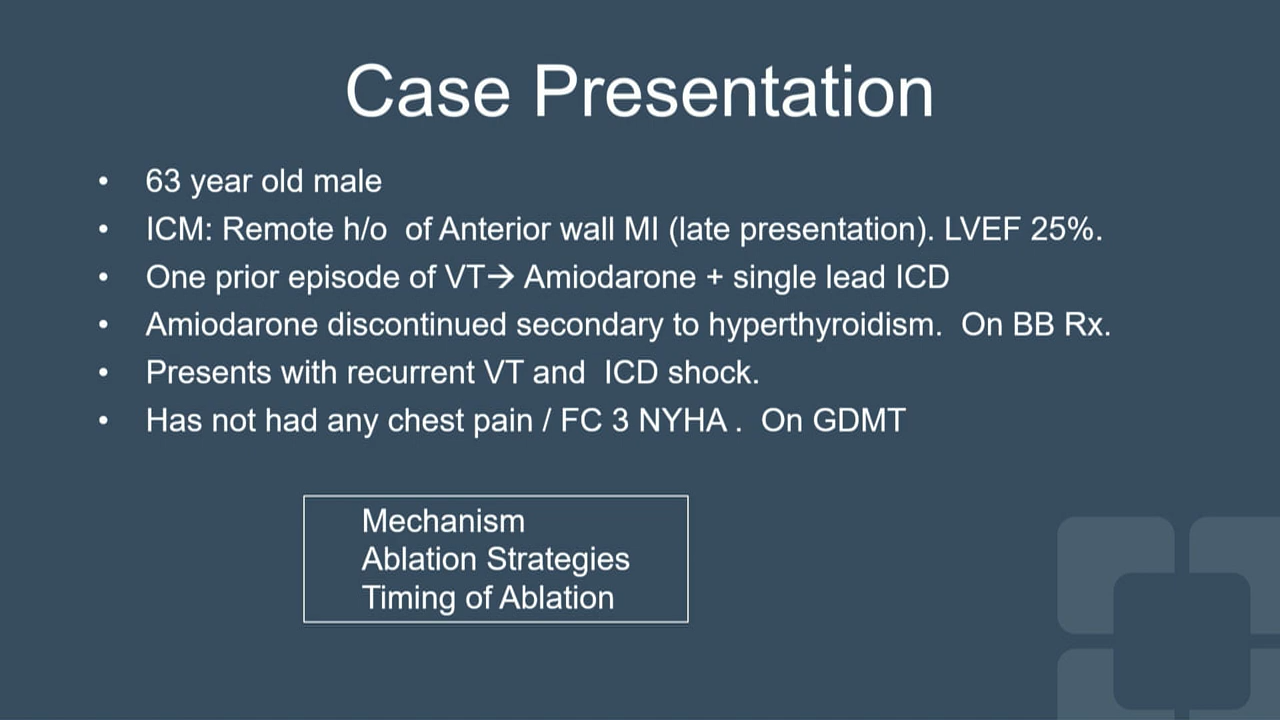 Case Presentation
• 63 year old male
• ICM: Remote h/o of Anterior wall MI (late presentation). LVEF 25%.
• One prior episode of VT→ Amiodarone + single lead ICD
• Amiodarone discontinued secondary to hyperthyroidism. On BB Rx.
• Presents with recurrent VT and ICD shock.
• Has not had any chest pain / FC 3 NYHA . On GDMT
Mechanism
Ablation Strategies
Timing of Ablation